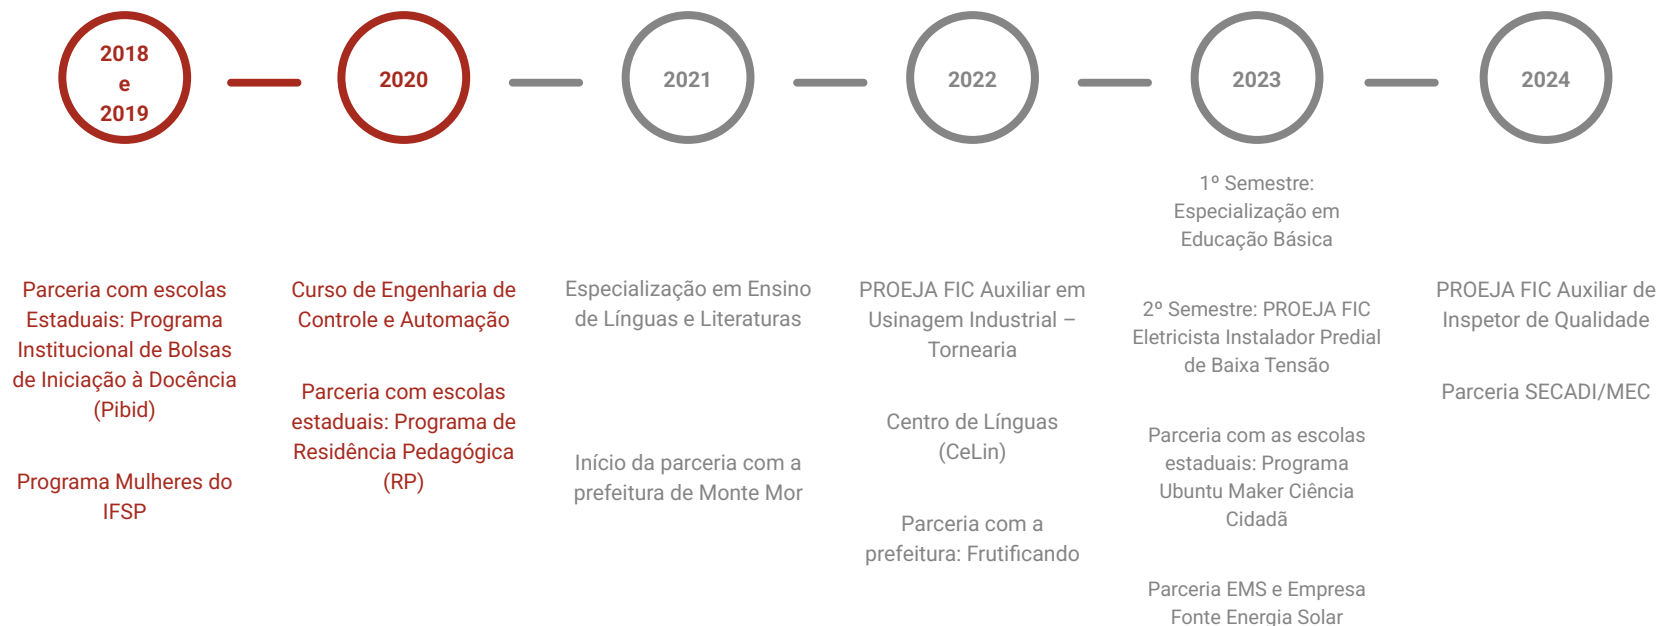 2018
e
2019
2020
2021
2022
2023
2024
Parceria com escolas
Estaduais: Programa
Institucional de Bolsas
de Iniciação à Docência
(Pibid)
Programa Mulheres do
IFSP
Curso de Engenharia de
Controle e Automação
Parceria com escolas
estaduais: Programa de
Residência Pedagógica
(RP)
Especialização em Ensino
de Línguas e Literaturas
Início da parceria com a
prefeitura de Monte Mor
PROEJA FIC Auxiliar em
Usinagem Industrial –
Tornearia
Centro de Línguas
(CeLin)
Parceria com a
prefeitura: Frutificando
1º Semestre:
Especialização em
Educação Básica
2º Semestre: PROEJA FIC
Eletricista Instalador Predial
de Baixa Tensão
Parceria com as escolas
estaduais: Programa
Ubuntu Maker Ciência
Cidadã
Parceria EMS e Empresa
Fonte Energia Solar
PROEJA FIC Auxiliar de
Inspetor de Qualidade
Parceria SECADI/MEC